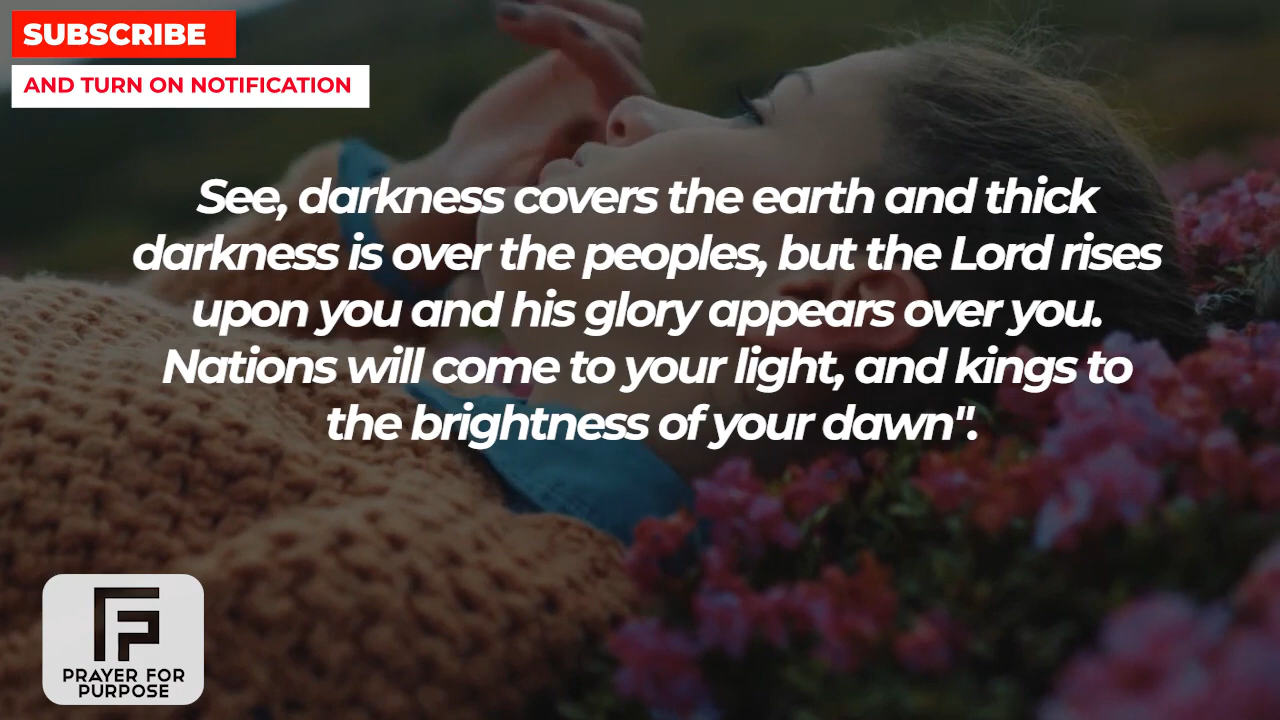 SUBSCRIBE
AND TURN ON NOTIFICATION
See, darkness covers the earth and thick
darkness is over the peoples, but the Lord rises
upon you and his glory appears over you.
Nations will come to your light, and kings to
the brightness of your dawn".
PRAYER FOR
PURPOSE